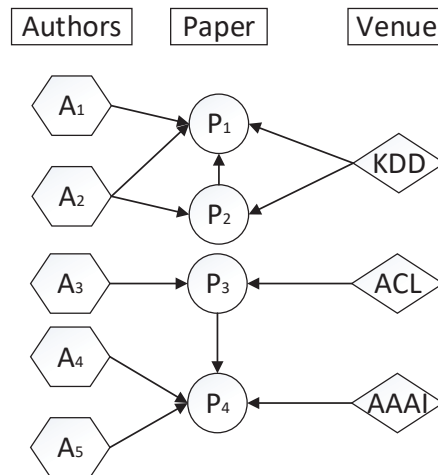 Authors Paper Venue
A1 P1
KDD
A2 P2
A3 P3 ACL
A4
P4 AAAI
A5